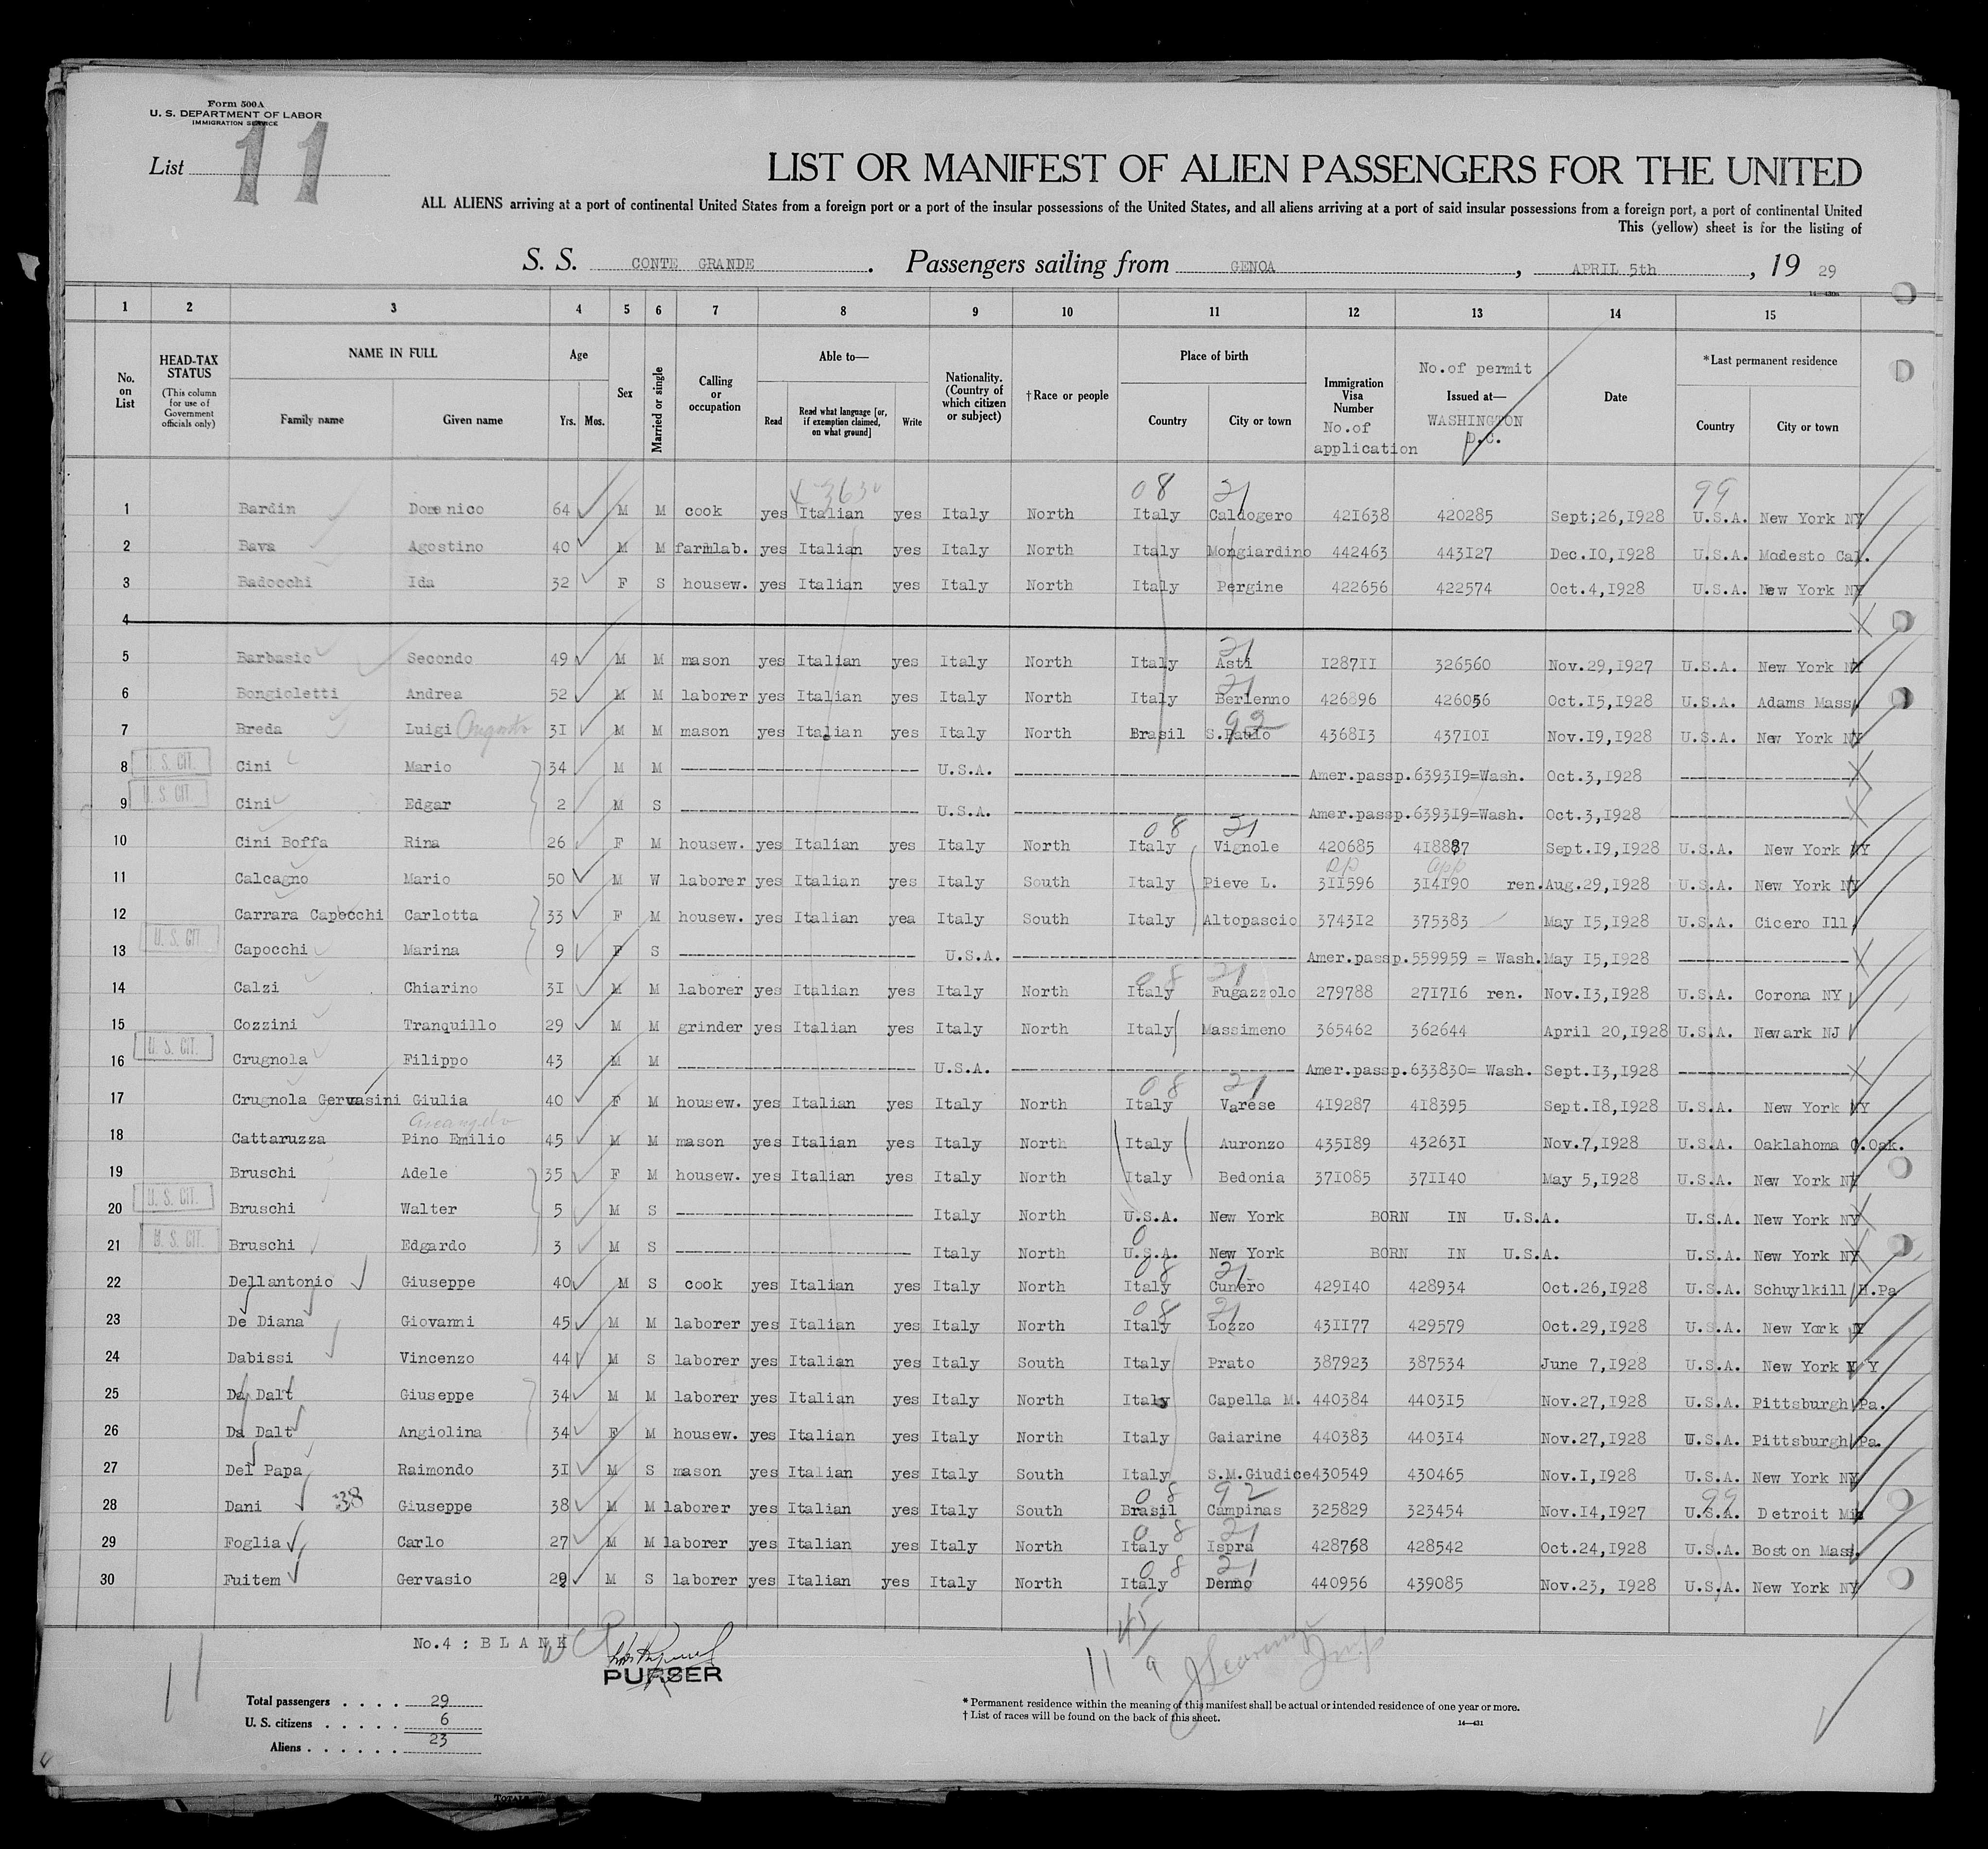 Form 500A
U. S. DEPARTMENT OF LABOR
IMMIGRATION SERVICE
List 11
LIST OR MANIFEST OF ALIEN PASSENGERS FOR THE UNITED
ALL ALIENS arriving at a port of continental United States from a foreign port or a port of the insular possessions of the United States, and all aliens arriving at a port of said insular possessions from a foreign port, a port of continental United
This (yellow) sheet is for the listing of
S. S. CONTE GRANDE. Passengers sailing from GENOA, APRIL 5th, 19 29
1 2 3 4 5 6 7 8 9 10 11 12 13 14 15
No. on List
HEAD-TAX STATUS (This column for use of Government officials only)
NAME IN FULL Family name Given name
Age Yrs. Mos.
Sex
Married or single
Calling or occupation
Able to— Read Read what language [or, if exemption claimed, on what ground] Write
Nationality. (Country of which citizen or subject)
†Race or people
Place of birth Country City or town
Immigration Visa Number No.of application
No.of permit Issued at— WASHINGTON D.C.
Date
*Last permanent residence Country City or town
08 21 99
1 Bardin Domenico 64 M M cook yes Italian yes Italy North Italy Caldogero 421638 420285 Sept;26,1928 U.S.A. New York NY
2 Bava Agostino 40 M M farmlab. yes Italian yes Italy North Italy Mongiardino 442463 443127 Dec.10,1928 U.S.A. Modesto Cal.
3 Badocchi Ida 32 F S housew. yes Italian yes Italy North Italy Pergine 422656 422574 Oct.4,1928 U.S.A. New York NY
4
5 Barbasio Secondo 49 M M mason yes Italian yes Italy North Italy Asti 128711 326560 Nov.29,1927 U.S.A. New York NY
6 Bongioletti Andrea 52 M M laborer yes Italian yes Italy North Italy Berlenno 426896 426056 Oct.15,1928 U.S.A. Adams Mass
7 Breda Luigi 31 M M mason yes Italian yes Italy North Brasil S.Paulo 436813 437101 Nov.19,1928 U.S.A. New York NY
8 U. S. CIT. Cini Mario 34 M M U.S.A. Amer.passp.639319=Wash. Oct.3,1928
9 U. S. CIT. Cini Edgar 2 M S U.S.A. Amer.passp.639319=Wash. Oct.3,1928
10 Cini Boffa Rina 26 F M housew. yes Italian yes Italy North Italy Vignole 420685 418887 Sept.19,1928 U.S.A. New York NY
11 Calcagno Mario 50 M W laborer yes Italian yes Italy South Italy Pieve L. 311596 314190 ren. Aug.29,1928 U.S.A. New York NY
12 Carrara Capocchi Carlotta 33 F M housew. yes Italian yea Italy South Italy Altopascio 374312 375383 May 15,1928 U.S.A. Cicero Ill
13 U. S. CIT Capocchi Marina 9 F S U.S.A. Amer.passp.559959 = Wash. May 15,1928
14 Calzi Chiarino 31 M M laborer yes Italian yes Italy North Italy Fugazzolo 279788 271716 ren. Nov.13,1928 U.S.A. Corona NY
15 Cozzini Tranquillo 29 M M grinder yes Italian yes Italy North Italy Massimeno 365462 362644 April 20,1928 U.S.A. Newark NJ
16 U. S. CIT. Crugnola Filippo 43 M M U.S.A. Amer.passp.633830= Wash. Sept.13,1928
17 Crugnola Gervasini Giulia 40 F M housew. yes Italian yes Italy North Italy Varese 419287 418395 Sept.18,1928 U.S.A. New York NY
18 Cattaruzza Pino Emilio 45 M M mason yes Italian yes Italy North Italy Auronzo 435189 432631 Nov.7,1928 U.S.A. Oaklahoma C.Oak.
19 Bruschi Adele 35 F M housew. yes Italian yes Italy North Italy Bedonia 371085 371140 May 5,1928 U.S.A. New York NY
20 U. S. CIT. Bruschi Walter 5 M S Italy North U.S.A. New York BORN IN U.S.A. U.S.A. New York NY
21 U. S. CIT. Bruschi Edgardo 3 M S Italy North U.S.A. New York BORN IN U.S.A. U.S.A. New York NY
22 Dellantonio Giuseppe 40 M S cook yes Italian yes Italy North Italy Cunero 429140 428934 Oct.26,1928 U.S.A. Schuylkill H.Pa
23 De Diana Giovanni 45 M M laborer yes Italian yes Italy North Italy Lozzo 431177 429579 Oct.29,1928 U.S.A. New York
24 Dabissi Vincenzo 44 M S laborer yes Italian yes Italy South Italy Prato 387923 387534 June 7,1928 U.S.A. New York N Y
25 Da Dalt Giuseppe 34 M M laborer yes Italian yes Italy North Italy Capella M. 440384 440315 Nov.27,1928 U.S.A. Pittsburgh Pa.
26 Da Dalt Angiolina 34 F M housew. yes Italian yes Italy North Italy Gaiarine 440383 440314 Nov.27,1928 U.S.A. Pittsburgh Pa.
27 Del Papa Raimondo 31 M S mason yes Italian yes Italy South Italy S.M.Giudice 430549 430465 Nov.1,1928 U.S.A. New York NY
28 Dani 38 Giuseppe 38 M M laborer yes Italian yes Italy South Brasil Campinas 325829 323454 Nov.14,1927 U.S.A. Detroit Mi
29 Foglia Carlo 27 M M laborer yes Italian yes Italy North Italy Ispra 428768 428542 Oct.24,1928 U.S.A. Boston Mass.
30 Fuitem Gervasio 29 M S laborer yes Italian yes Italy North Italy Denno 440956 439085 Nov.23, 1928 U.S.A. New York NY
No.4 : BLANK
PURSER
11
Total passengers . . . . 29
U. S. citizens . . . . . 6
Aliens . . . . . . 23
* Permanent residence within the meaning of this manifest shall be actual or intended residence of one year or more.
† List of races will be found on the back of this sheet.
14—431